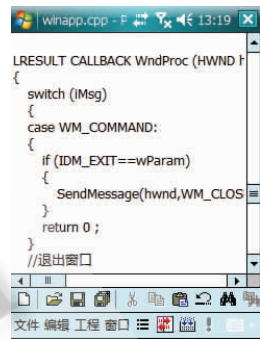 winapp.cpp - F 13:19
LRESULT CALLBACK WndProc (HWND h
{
switch (iMsg)
{
case WM_COMMAND:
{
if (IDM_EXIT==wParam)
{
SendMessage(hwnd,WM_CLOS
}
return 0 ;
}
//退出窗口
文件 编辑 工程 窗口